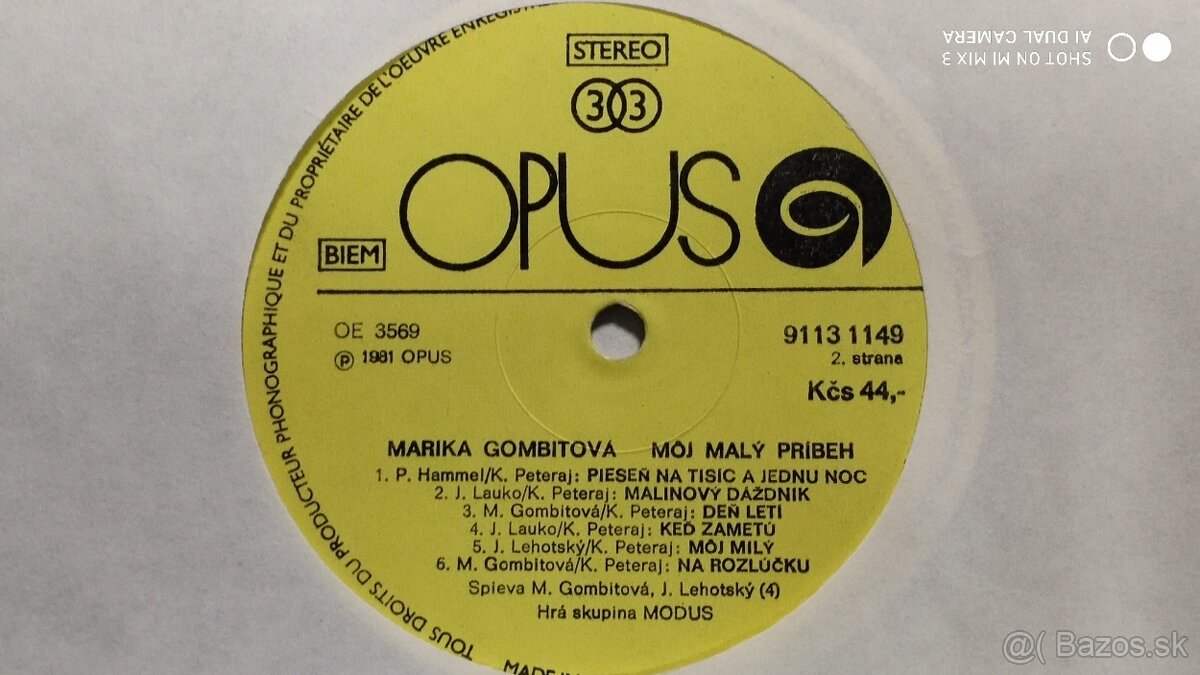 STEREO
33
OPUS
BIEM
OE 3569
℗ 1981 OPUS
9113 1149
2. strana
Kčs 44,-
MARIKA GOMBITOVÁ MÔJ MALÝ PRÍBEH
1. P. Hammel/K. Peteraj: PIESEŇ NA TISÍC A JEDNU NOC
2. J. Lauko/K. Peteraj: MALINOVÝ DÁŽDNIK
3. M. Gombitová/K. Peteraj: DEŇ LETÍ
4. J. Lauko/K. Peteraj: KEĎ ZAMETÚ
5. J. Lehotský/K. Peteraj: MÔJ MILÝ
6. M. Gombitová/K. Peteraj: NA ROZLÚČKU
Spieva M. Gombitová, J. Lehotský (4)
Hrá skupina MODUS
TOUS DROITS DU PRODUCTEUR PHONOGRAPHIQUE ET DU PROPRIÉTAIRE DE L'OEUVRE
MADE
SHOT ON MI MIX 3
AI DUAL CAMERA
@( Bazos.sk